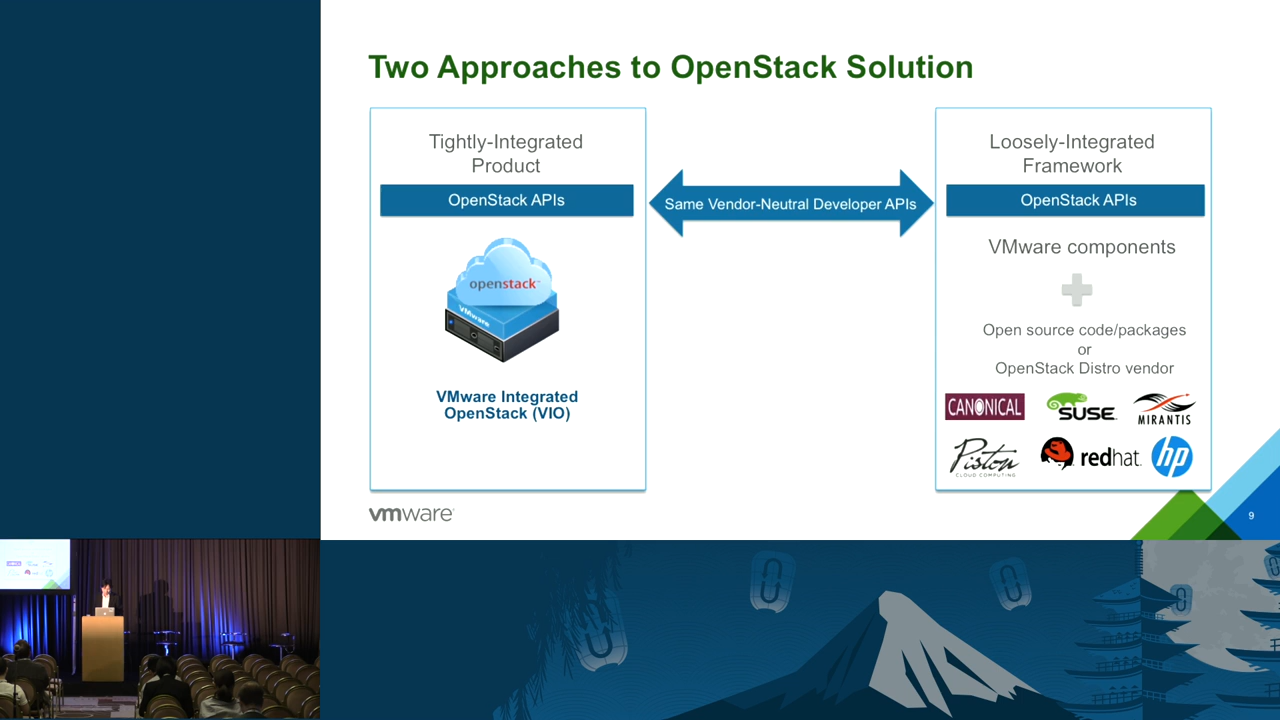 Two Approaches to OpenStack Solution
Tightly-Integrated
Product
OpenStack APIs
openstack
VMware
VMware Integrated
OpenStack (VIO)
Same Vendor-Neutral Developer APIs
Loosely-Integrated
Framework
OpenStack APIs
VMware components
Open source code/packages
or
OpenStack Distro vendor
CANONICAL
SUSE
MIRANTIS
Piston
CLOUD COMPUTING
redhat.
hp
vmware
9